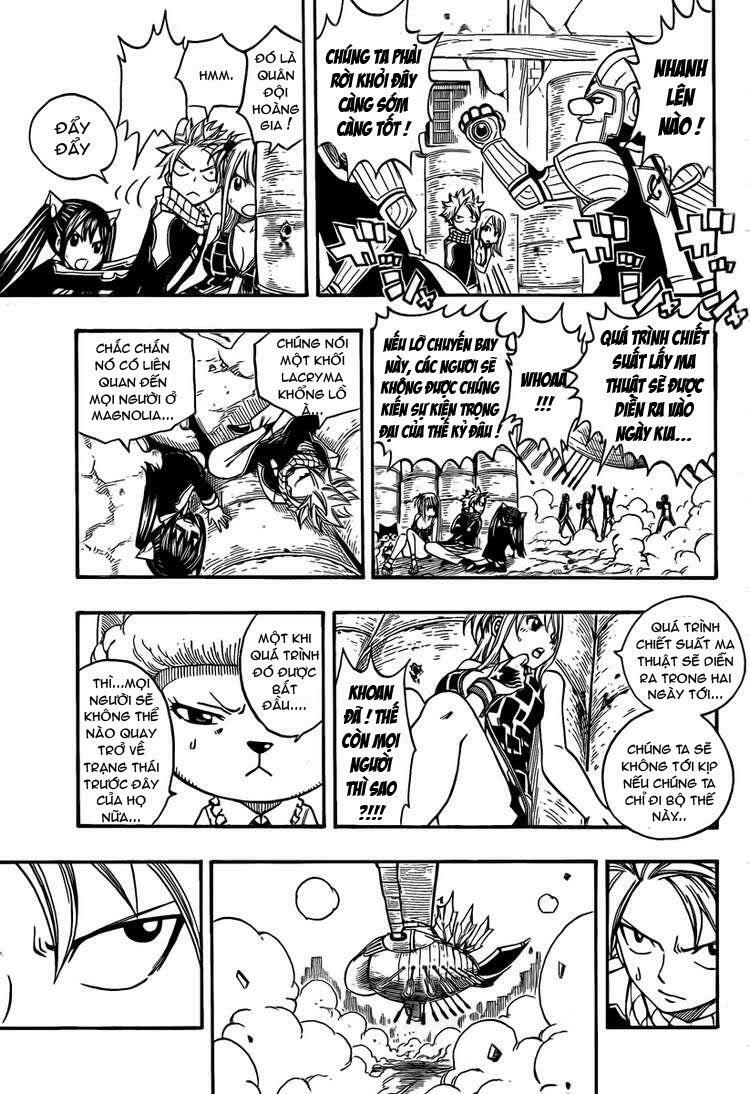 NHANH
LÊN
NÀO !
CHÚNG TA PHẢI
RỜI KHỎI ĐÂY
CÀNG SỚM
CÀNG TỐT !
ĐÓ LÀ
QUÂN
ĐỘI
HOÀNG
GIA !
HMM.
ĐẨY
ĐẨY
QUÁ TRÌNH CHIẾT
SUẤT LẤY MA
THUẬT SẼ ĐƯỢC
DIỄN RA VÀO
NGÀY KIA...
WHOAA
!!!
NẾU LỠ CHUYẾN BAY
NÀY, CÁC NGƯƠI SẼ
KHÔNG ĐƯỢC CHÚNG
KIẾN SỰ KIỆN TRỌNG
ĐẠI CỦA THẾ KỶ ĐÂU !
CHÚNG NÓI
MỘT KHỐI
LACRYMA
KHỔNG LỒ
À...
CHẮC CHẮN
NÓ CÓ LIÊN
QUAN ĐẾN
MỌI NGƯỜI Ở
MAGNOLIA...
QUÁ TRÌNH
CHIẾT SUẤT MA
THUẬT SẼ DIỄN
RA TRONG HAI
NGÀY TỚI...
CHÚNG TA SẼ
KHÔNG TỚI KỊP
NẾU CHÚNG TA
CHỈ ĐI BỘ THẾ
NÀY..
KHOAN
ĐÃ ! THẾ
CÒN MỌI
NGƯỜI
THÌ SAO
?!!!
MỘT KHI
QUÁ TRÌNH
ĐÓ ĐƯỢC
BẮT
ĐẦU....
THÌ...MỌI
NGƯỜI SẼ
KHÔNG THỂ
NÀO QUAY
TRỞ VỀ
TRẠNG THÁI
TRƯỚC ĐÂY
CỦA HỌ
NỮA...